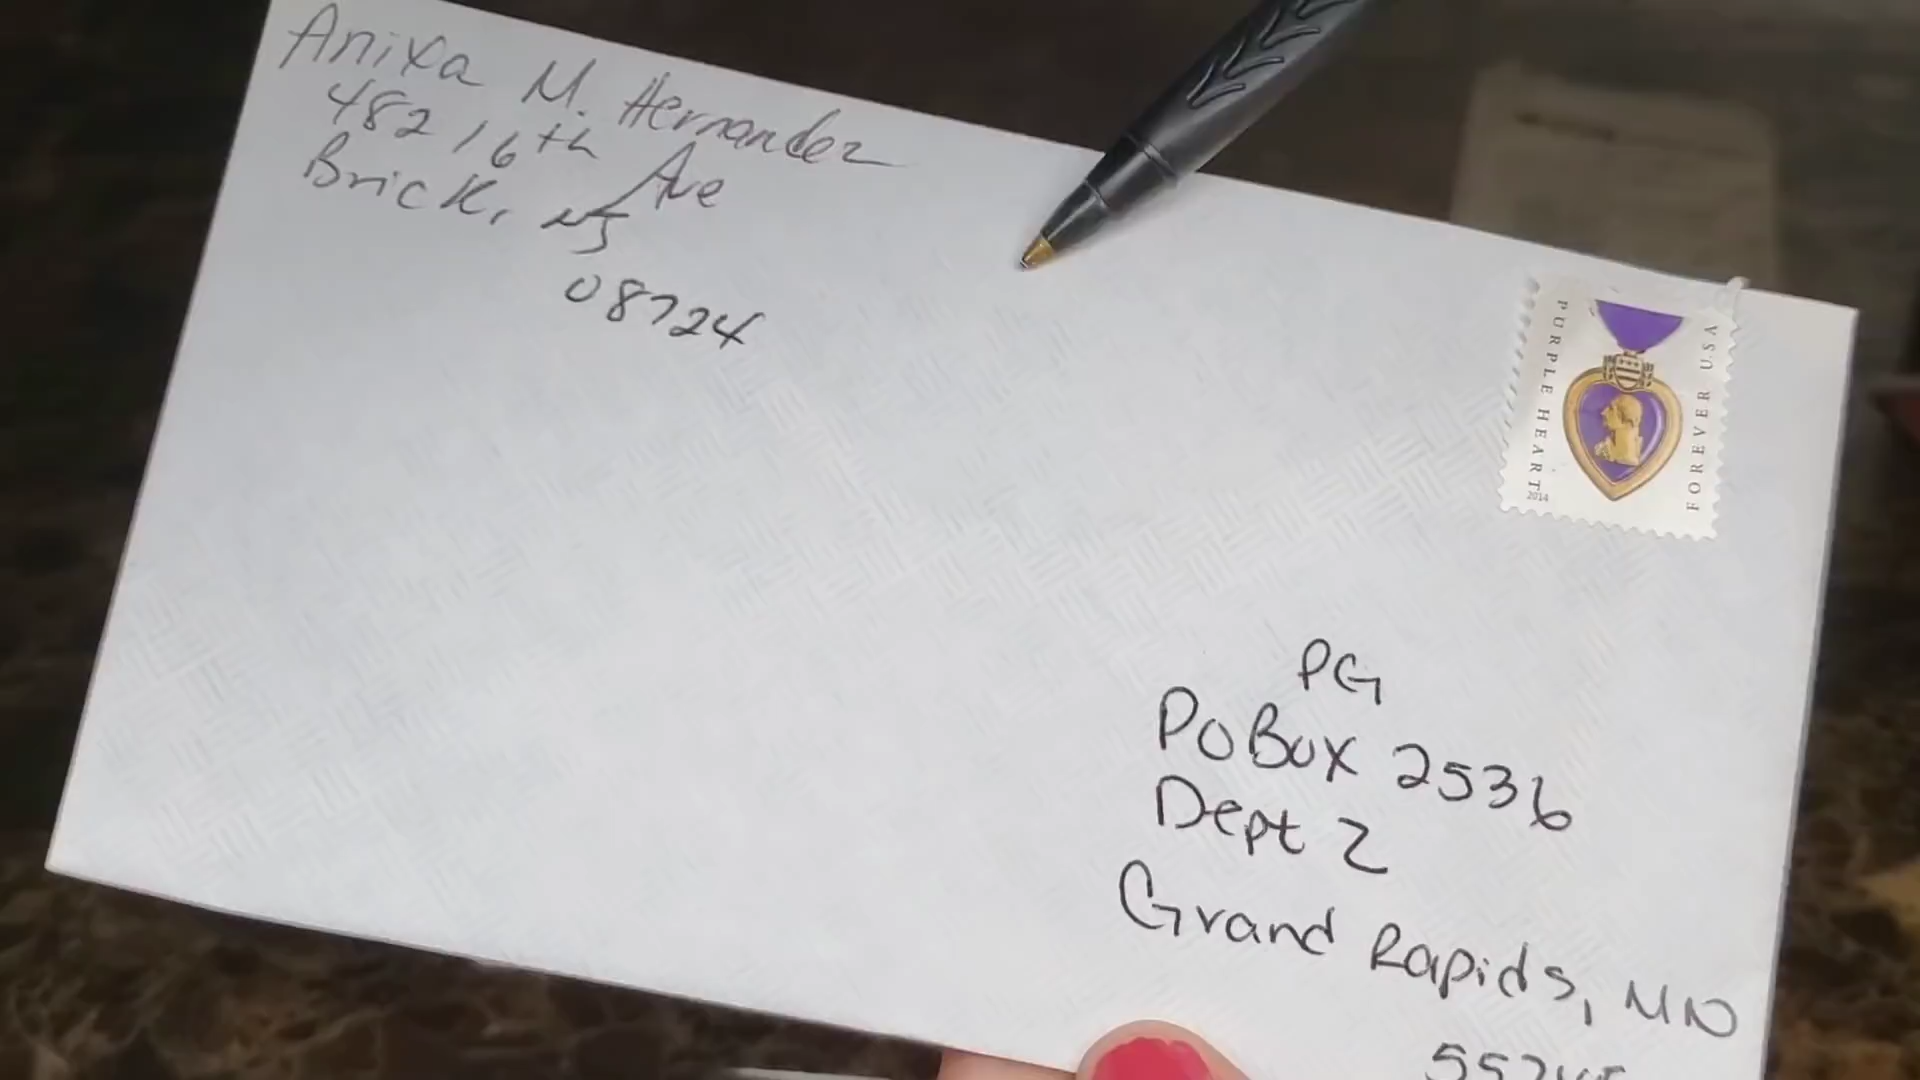 Anixa M. Hernandez
482 16th Ave
Brick, NJ
08724
PURPLE HEART
2014
FOREVER USA
PG
PO Box 2536
Dept 2
Grand Rapids, MN